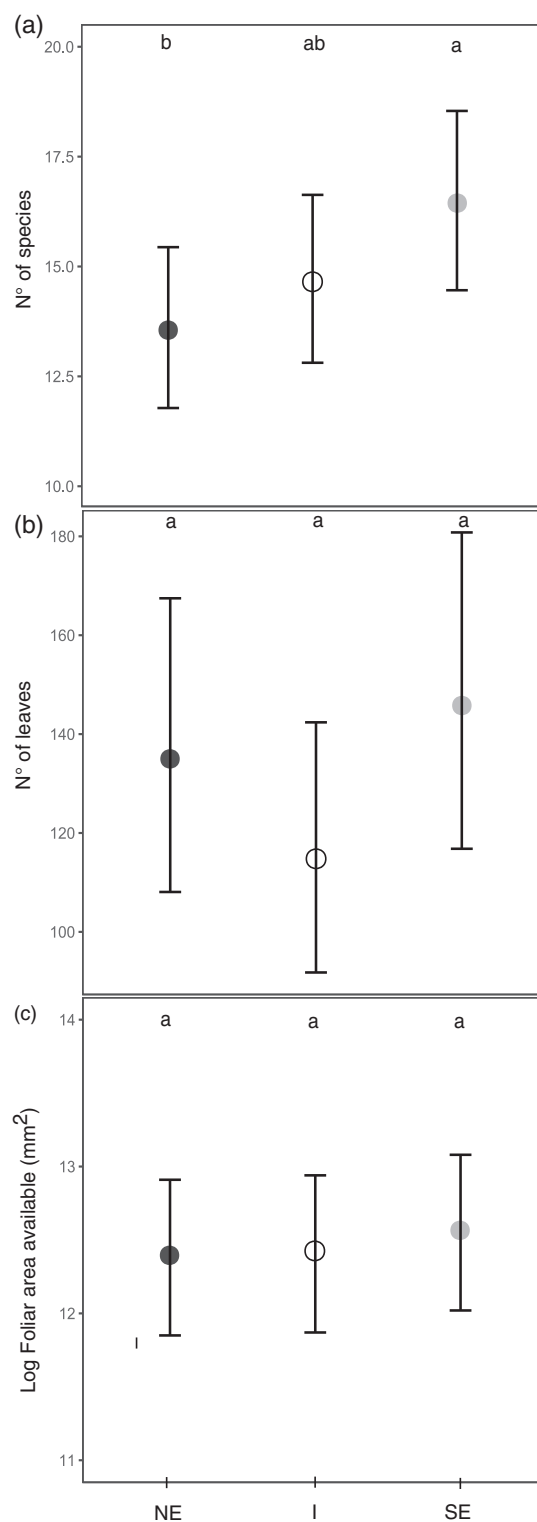 (a)
b ab a
20.0
17.5
15.0
12.5
10.0
N° of species
(b)
a a a
180
160
140
120
100
N° of leaves
(c)
a a a
14
13
12
11
Log Foliar area available (mm²)
NE I SE